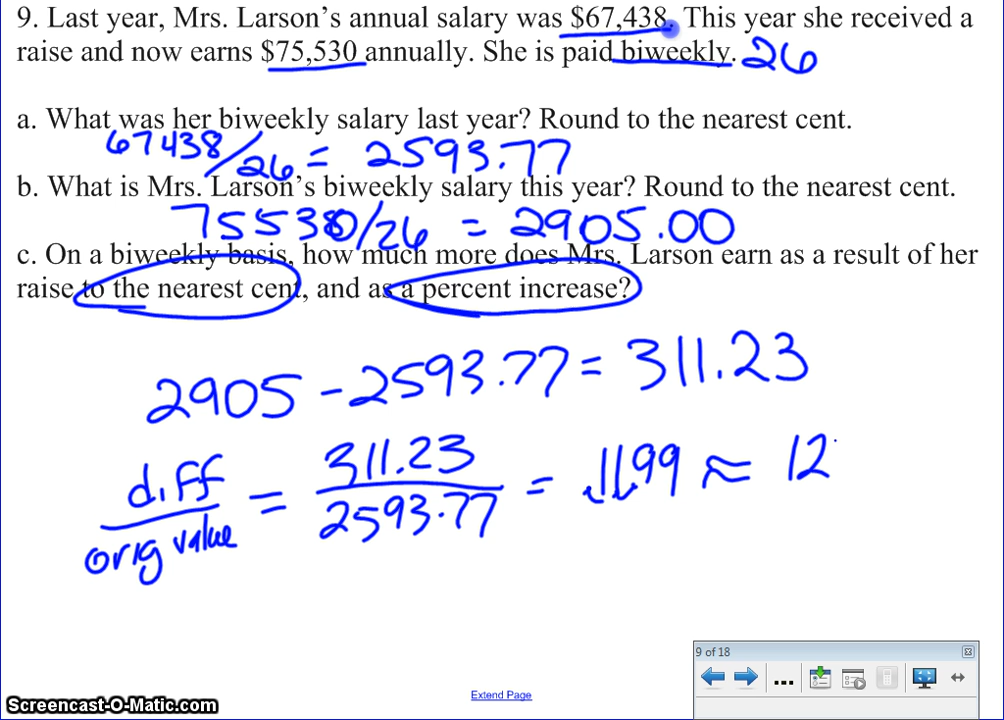 9. Last year, Mrs. Larson's annual salary was $67,438. This year she received a
raise and now earns $75,530 annually. She is paid biweekly. 26
a. What was her biweekly salary last year? Round to the nearest cent.
67438/26 = 2593.77
b. What is Mrs. Larson's biweekly salary this year? Round to the nearest cent.
75530/26 = 2905.00
c. On a biweekly basis, how much more does Mrs. Larson earn as a result of her
raise to the nearest cent, and as a percent increase?
2905 - 2593.77 = 311.23
diff / orig value = 311.23 / 2593.77 = .1199 ≈ 12
9 of 18
Extend Page
Screencast-O-Matic.com